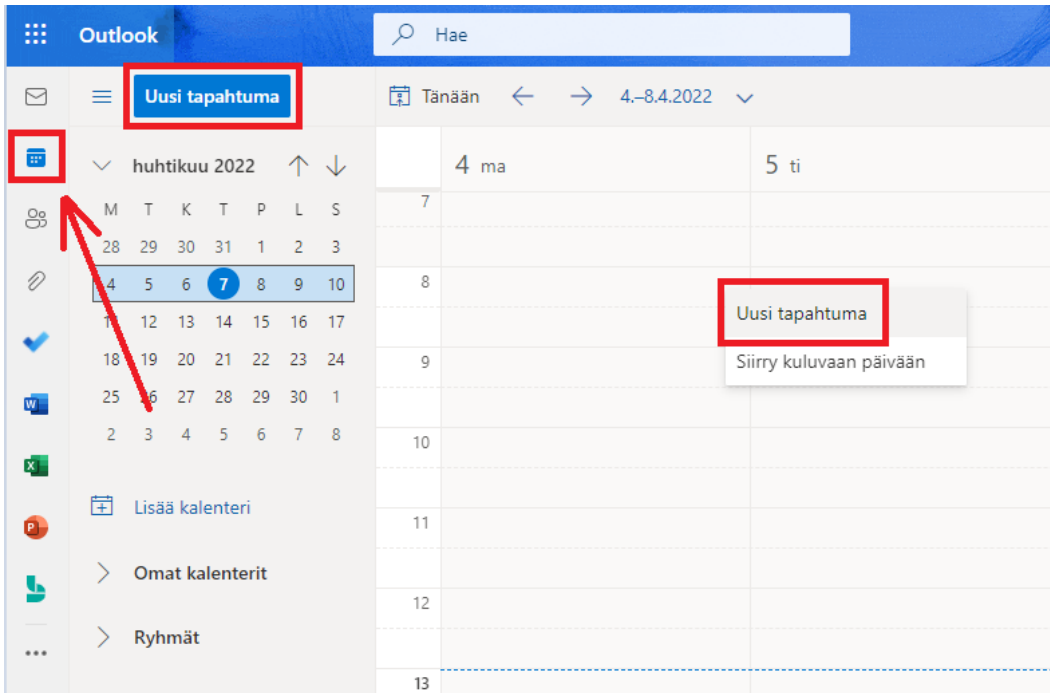 Outlook
Hae
Uusi tapahtuma
Tänään
4.–8.4.2022
huhtikuu 2022
4 ma
5 ti
M T K T P L S
28 29 30 31 1 2 3
4 5 6 7 8 9 10
11 12 13 14 15 16 17
18 19 20 21 22 23 24
25 26 27 28 29 30 1
2 3 4 5 6 7 8
Lisää kalenteri
Omat kalenterit
Ryhmät
7
8
9
10
11
12
13
Uusi tapahtuma
Siirry kuluvaan päivään
W
X
P